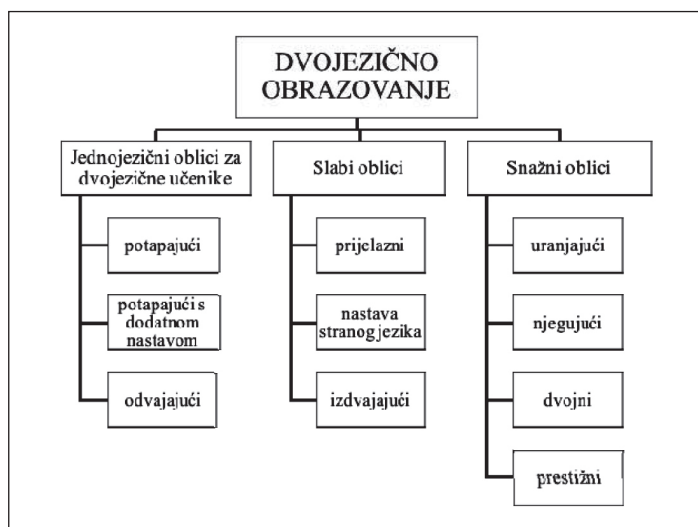 DVOJEZIČNO
OBRAZOVANJE
Jednojezični oblici za
dvojezične učenike
potapajući
potapajući s
dodatnom
nastavom
odvajajući
Slabi oblici
prijelazni
nastava
stranog jezika
izdvajajući
Snažni oblici
uranjajući
njegujući
dvojni
prestižni